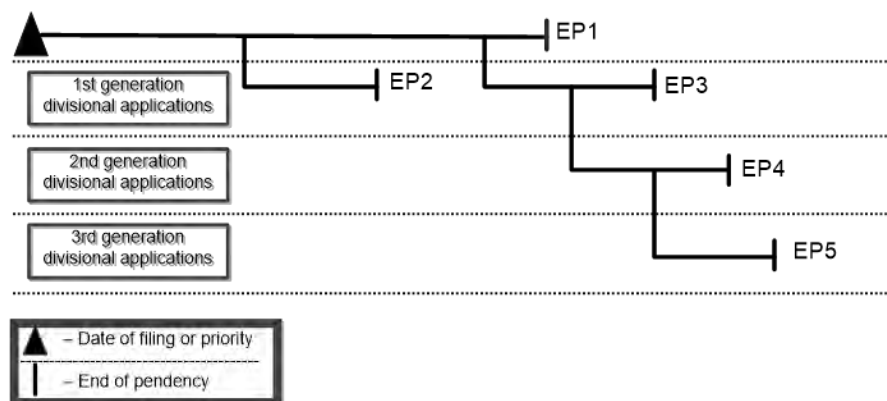 EP1
1st generation
divisional applications
EP2
EP3
2nd generation
divisional applications
EP4
3rd generation
divisional applications
EP5
– Date of filing or priority
– End of pendency